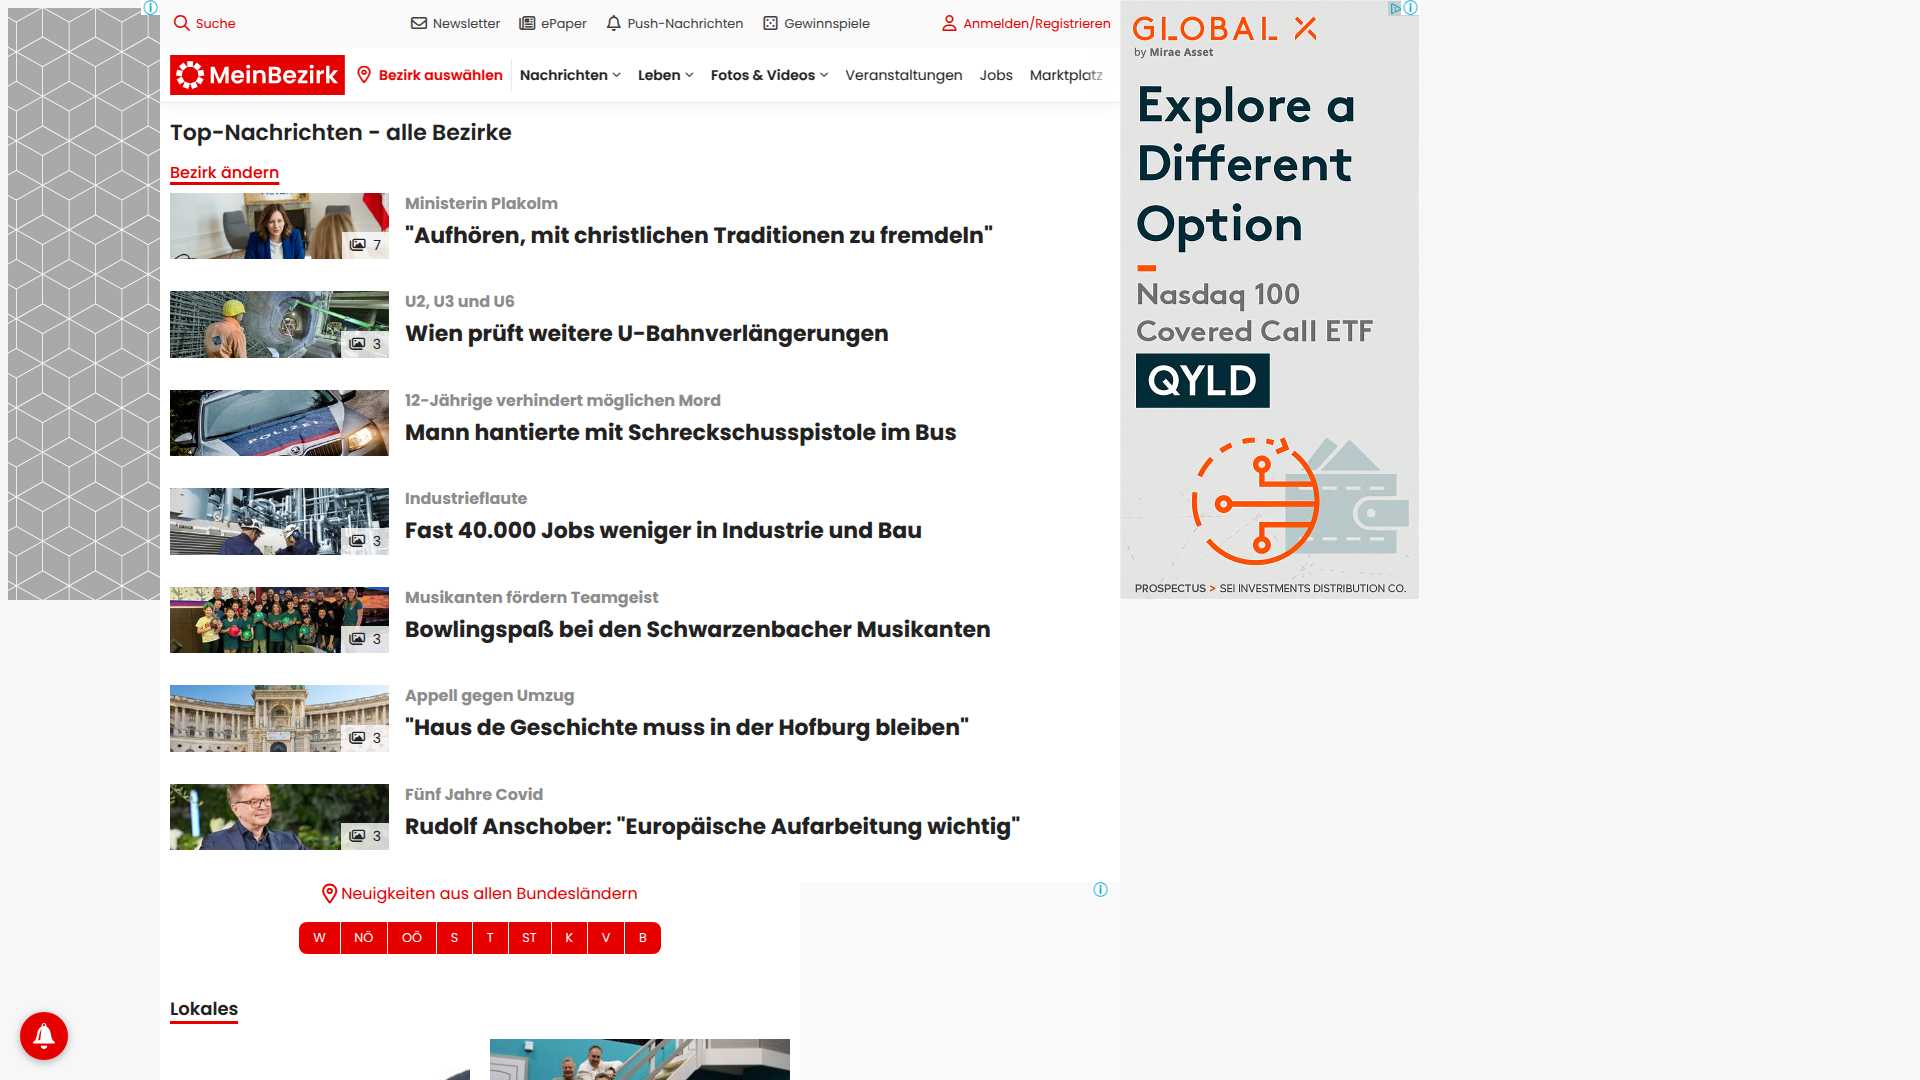 Suche
Newsletter
ePaper
Push-Nachrichten
Gewinnspiele
Anmelden/Registrieren
MeinBezirk
Bezirk auswählen
Nachrichten
Leben
Fotos & Videos
Veranstaltungen
Jobs
Marktplatz
Top-Nachrichten - alle Bezirke
Bezirk ändern
7
Ministerin Plakolm
"Aufhören, mit christlichen Traditionen zu fremdeln"
3
U2, U3 und U6
Wien prüft weitere U-Bahnverlängerungen
POLIZEI
12-Jährige verhindert möglichen Mord
Mann hantierte mit Schreckschusspistole im Bus
3
Industrieflaute
Fast 40.000 Jobs weniger in Industrie und Bau
3
Musikanten fördern Teamgeist
Bowlingspaß bei den Schwarzenbacher Musikanten
3
Appell gegen Umzug
"Haus de Geschichte muss in der Hofburg bleiben"
3
Fünf Jahre Covid
Rudolf Anschober: "Europäische Aufarbeitung wichtig"
Neuigkeiten aus allen Bundesländern
W NÖ OÖ S T ST K V B
Lokales
GLOBAL X
by Mirae Asset
Explore a
Different
Option
Nasdaq 100
Covered Call ETF
QYLD
PROSPECTUS > SEI INVESTMENTS DISTRIBUTION CO.